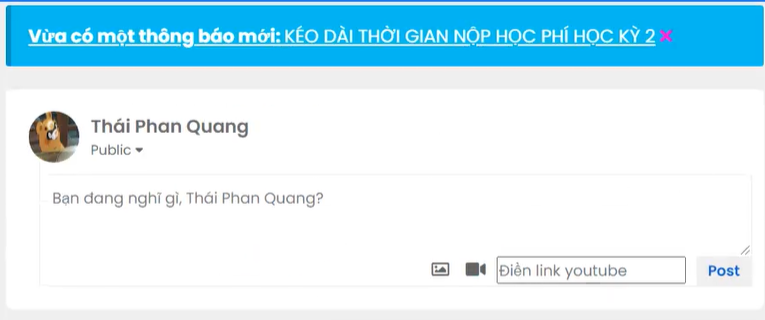 Vừa có một thông báo mới: KÉO DÀI THỜI GIAN NỘP HỌC PHÍ HỌC KỲ 2 ×
Thái Phan Quang
Public
Bạn đang nghĩ gì, Thái Phan Quang?
Điền link youtube Post